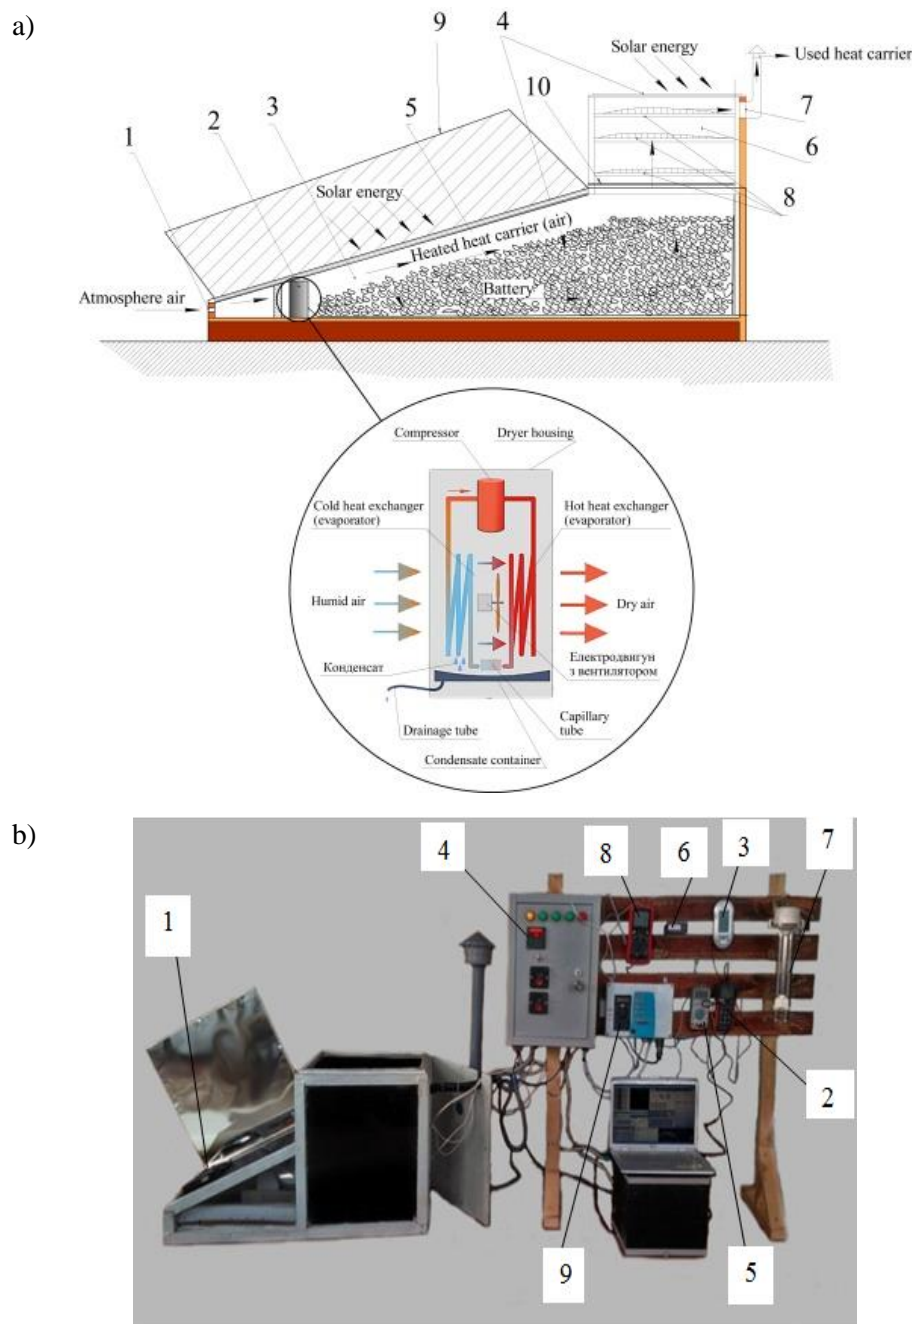 a)
9
4
Solar energy
Used heat carrier
10
5
3
2
1
7
6
8
Solar energy
Heated heat carrier (air)
Atmosphere air
Battery
Compressor
Dryer housing
Cold heat exchanger
(evaporator)
Hot heat exchanger
(evaporator)
Humid air
Dry air
Конденсат
Електродвигун
з вентилятором
Drainage tube
Capillary
tube
Condensate container
b)
4
8
6
3
7
1
2
9
5